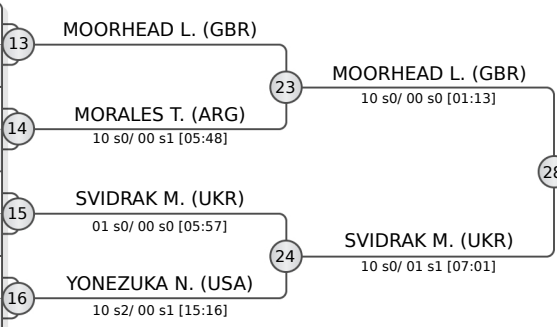 MOORHEAD L. (GBR)
13
MOORHEAD L. (GBR)
23
10 s0/ 00 s0 [01:13]
MORALES T. (ARG)
14
10 s0/ 00 s1 [05:48]
28
SVIDRAK M. (UKR)
15
01 s0/ 00 s0 [05:57]
SVIDRAK M. (UKR)
24
10 s0/ 01 s1 [07:01]
YONEZUKA N. (USA)
16
10 s2/ 00 s1 [15:16]